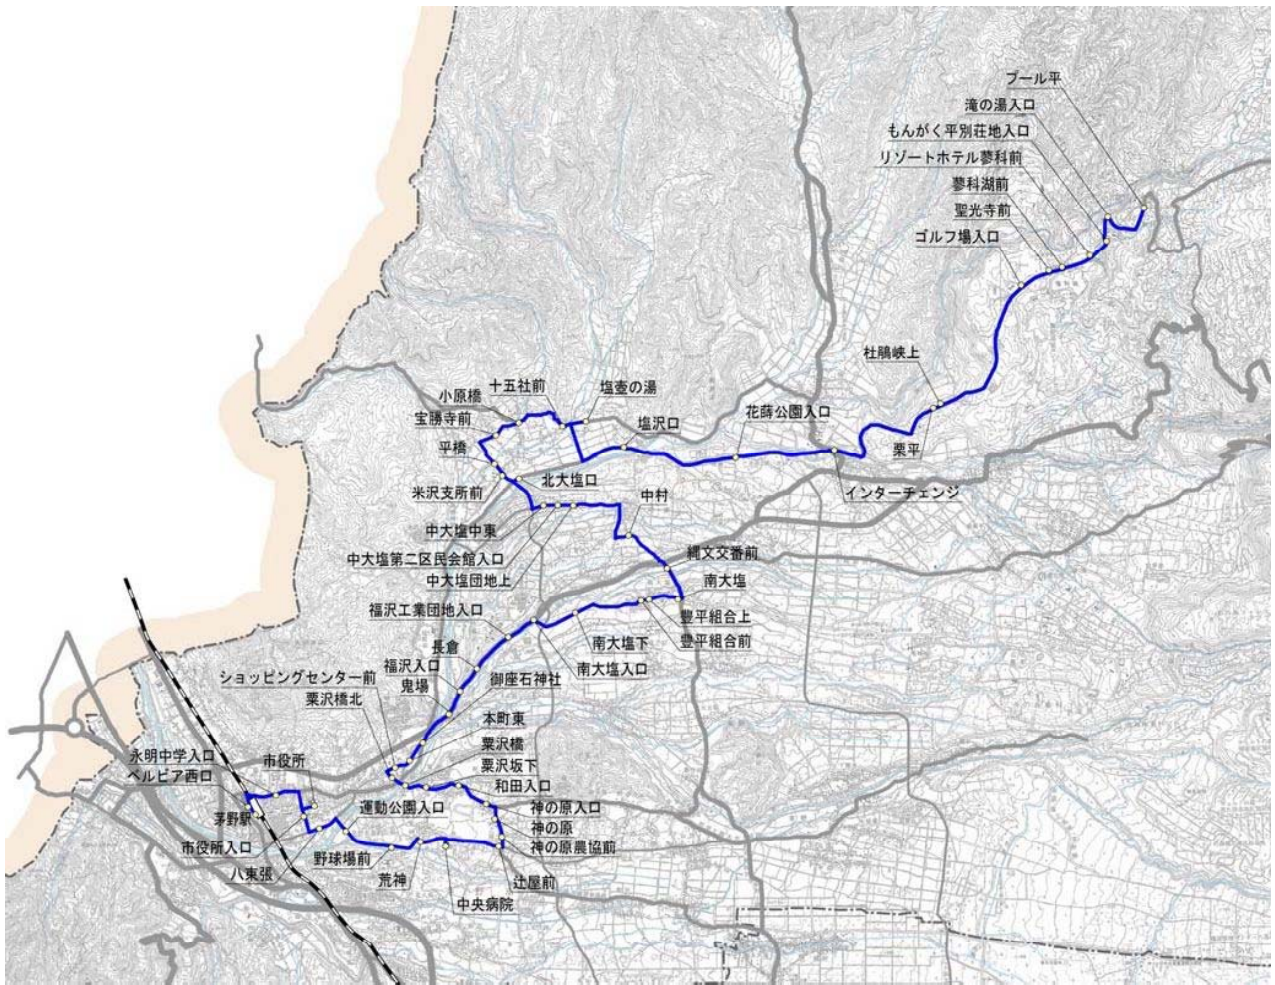 プール平
滝の湯入口
もんがく平別荘地入口
リゾートホテル蓼科前
蓼科湖前
聖光寺前
ゴルフ場入口
杜鵑峡上
栗平
インターチェンジ
花蒔公園入口
塩沢口
塩壺の湯
十五社前
小原橋
宝勝寺前
平橋
米沢支所前
北大塩口
中大塩中東
中大塩第二区民会館入口
中大塩団地上
中村
縄文交番前
南大塩
豊平組合上
豊平組合前
南大塩下
南大塩入口
福沢工業団地入口
長倉
福沢入口
鬼場
御座石神社
本町東
ショッピングセンター前
粟沢橋北
粟沢橋
粟沢坂下
和田入口
神の原入口
神の原
神の原農協前
辻屋前
中央病院
荒神
野球場前
運動公園入口
八束張
市役所入口
市役所
永明中学入口
ベルビア西口
茅野駅